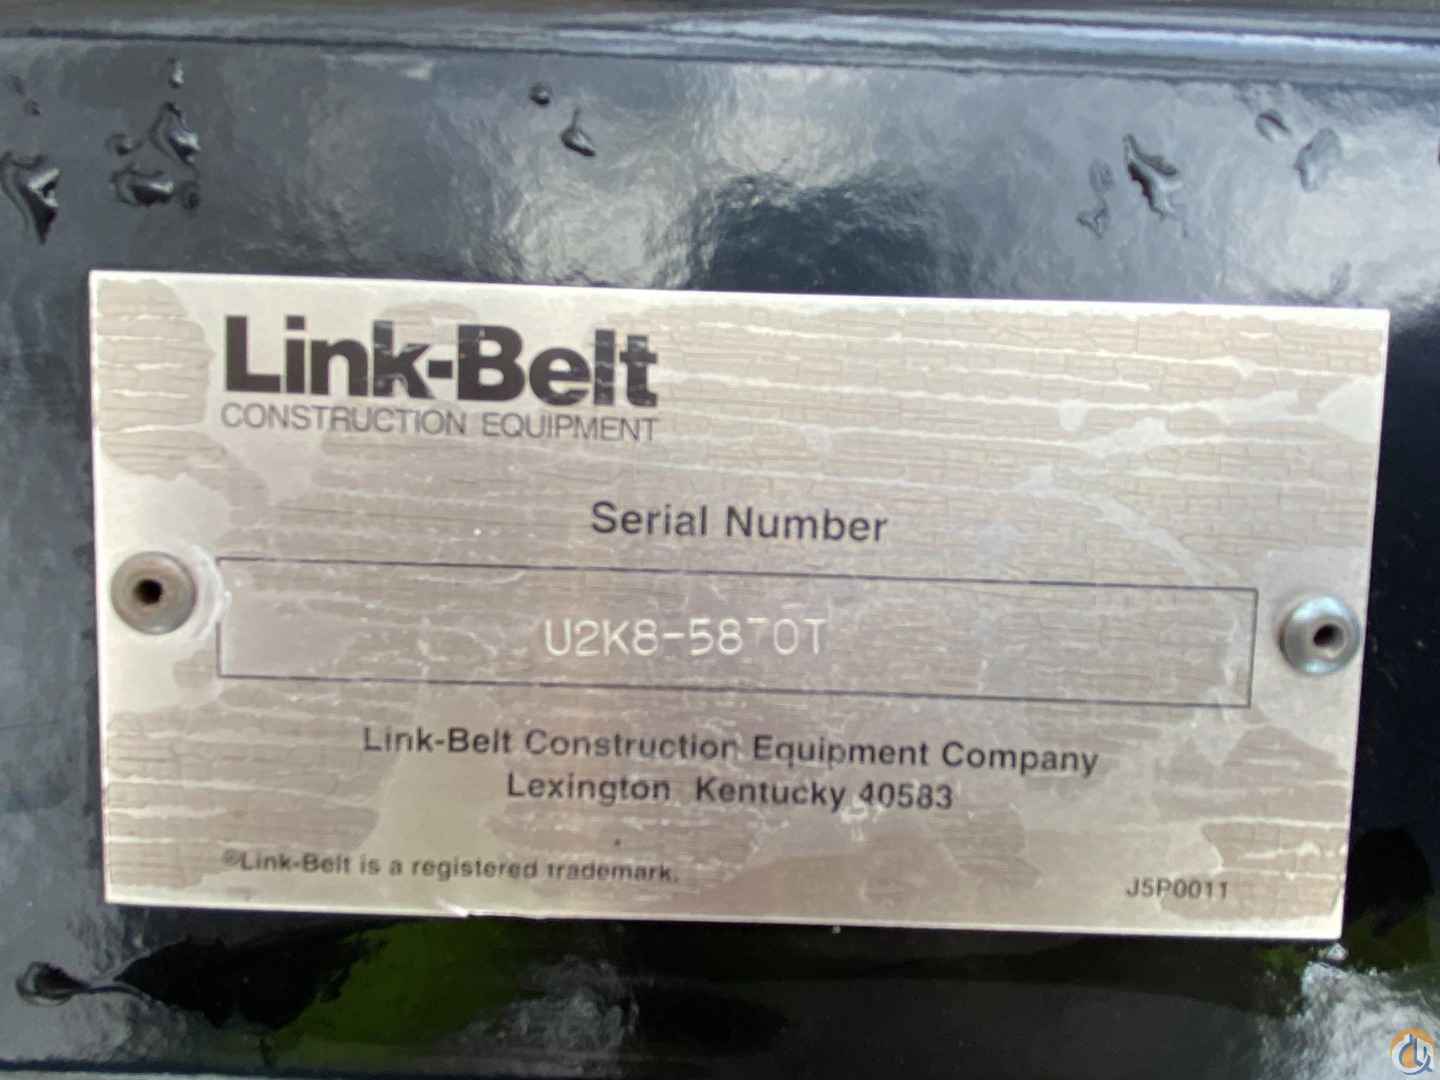 Link-Belt
CONSTRUCTION EQUIPMENT
Serial Number
U2K8-5870T
Link-Belt Construction Equipment Company
Lexington Kentucky 40583
®Link-Belt is a registered trademark.
J5P0011